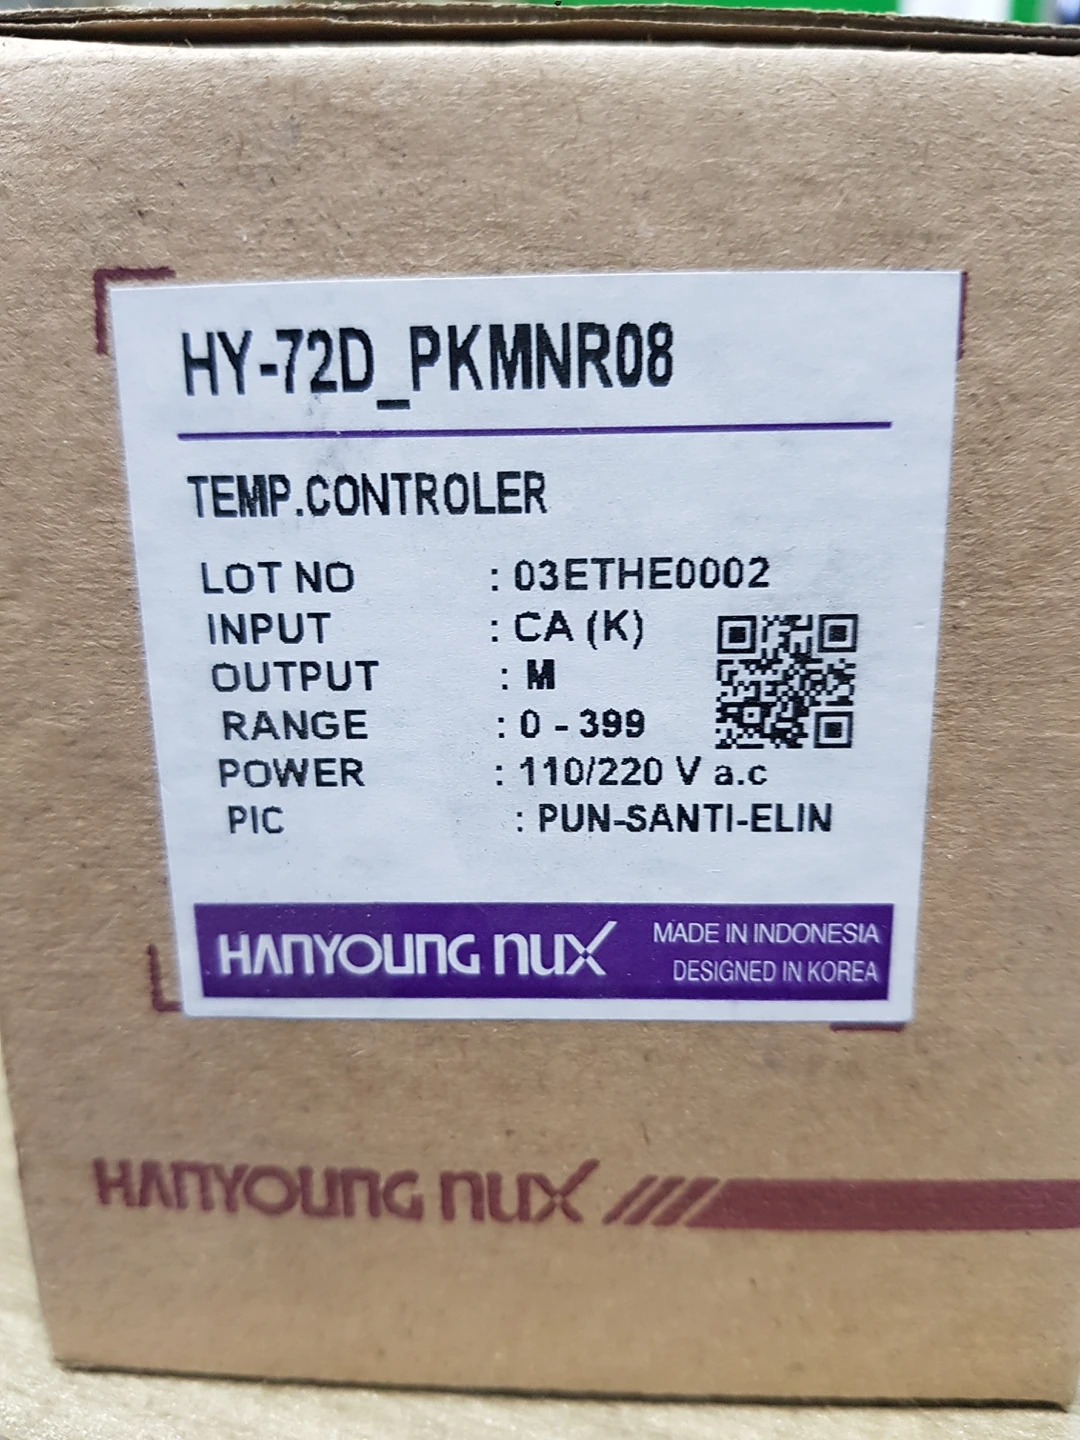 HY-72D_PKMNR08
TEMP.CONTROLER
LOT NO : 03ETHE0002
INPUT : CA (K)
OUTPUT : M
RANGE : 0 - 399
POWER : 110/220 V a.c
PIC : PUN-SANTI-ELIN
HANYOUNG nux MADE IN INDONESIA
DESIGNED IN KOREA
HANYOUNG nux